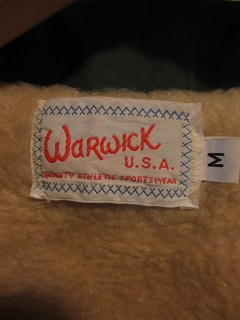 WARWICK
U.S.A.
QUALITY ATHLETIC SPORTSWEAR
M